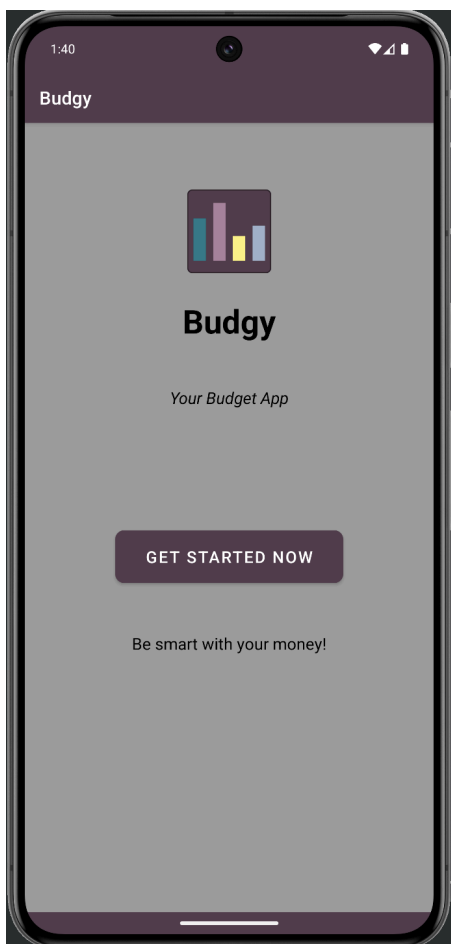 1:40
Budgy
Budgy
Your Budget App
GET STARTED NOW
Be smart with your money!